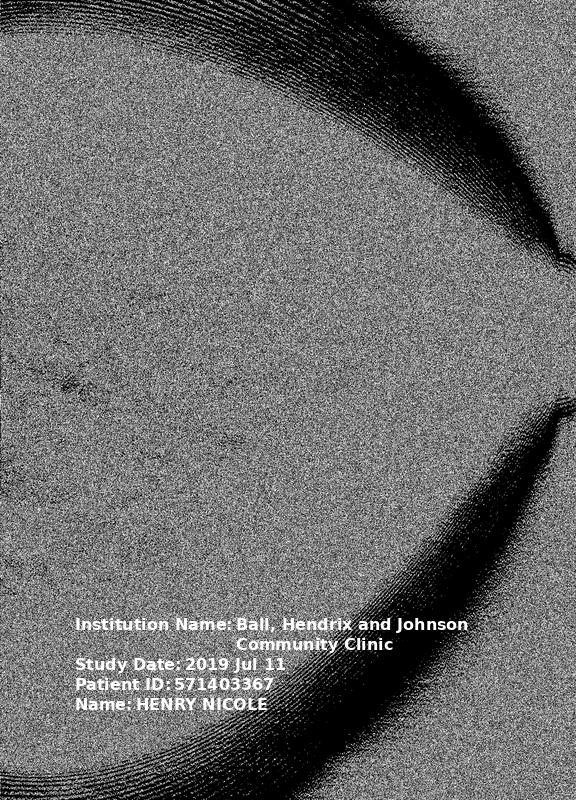 Institution Name: Ball, Hendrix and Johnson
Community Clinic
Study Date: 2019 Jul 11
Patient ID: 571403367
Name: HENRY NICOLE